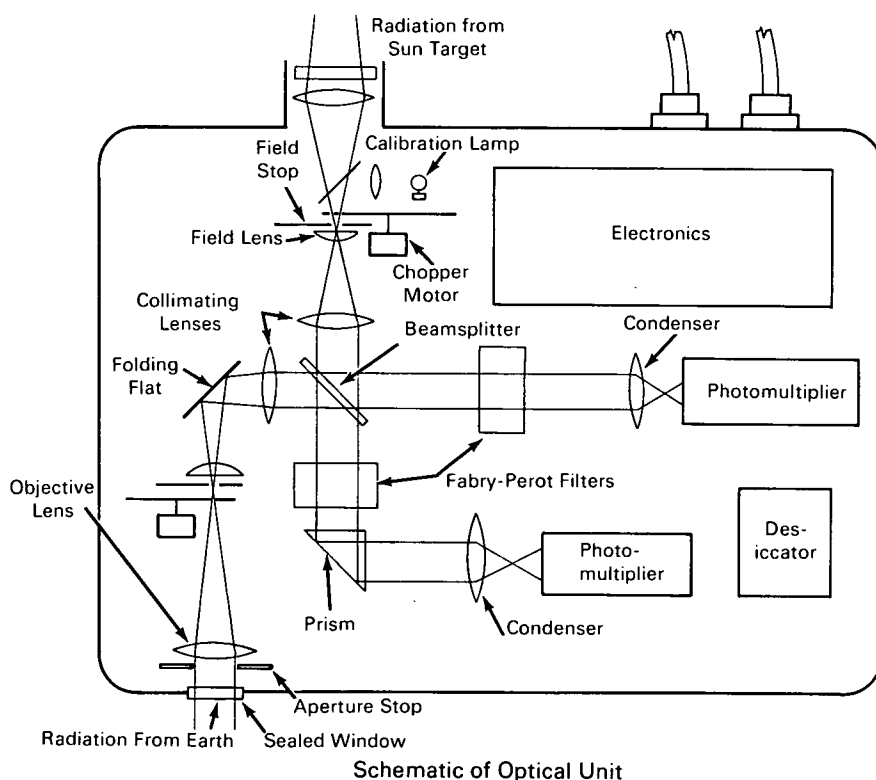 Radiation from
Sun Target
Field
Stop
Calibration Lamp
Field Lens
Chopper
Motor
Electronics
Collimating
Lenses
Beamsplitter
Condenser
Folding
Flat
Photomultiplier
Objective
Lens
Fabry-Perot Filters
Photo-
multiplier
Des-
iccator
Prism
Condenser
Aperture Stop
Radiation From Earth
Sealed Window
Schematic of Optical Unit